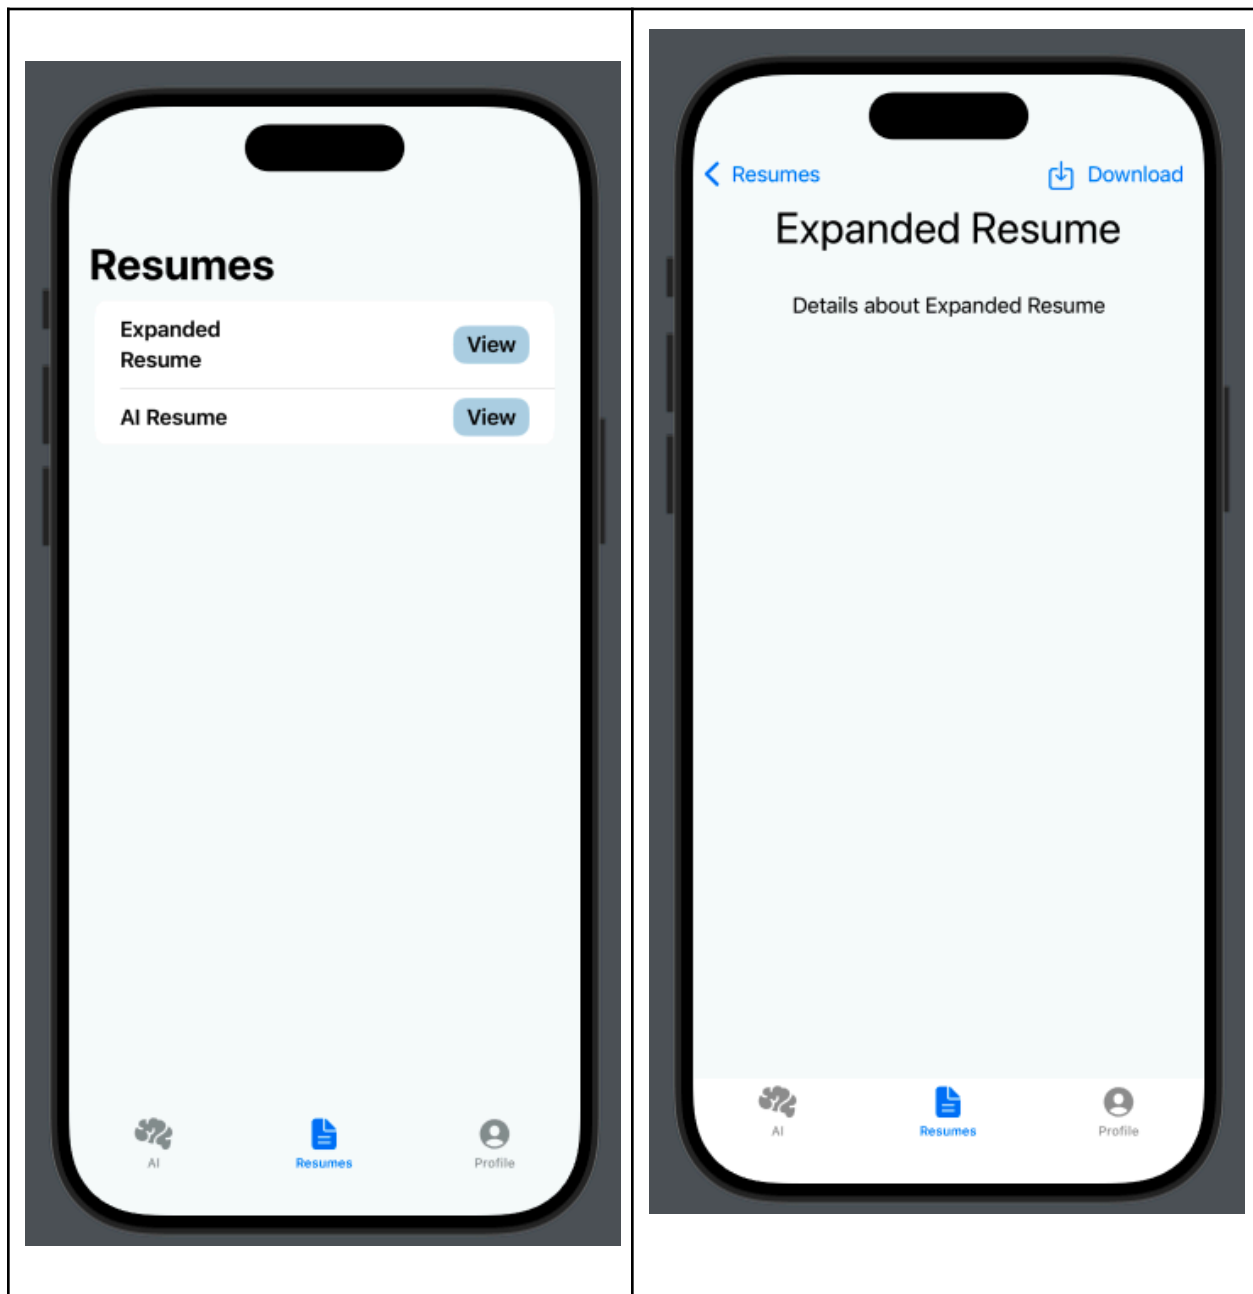 Resumes
Expanded
Resume
View
AI Resume
View
AI
Resumes
Profile
Resumes
Download
Expanded Resume
Details about Expanded Resume
AI
Resumes
Profile